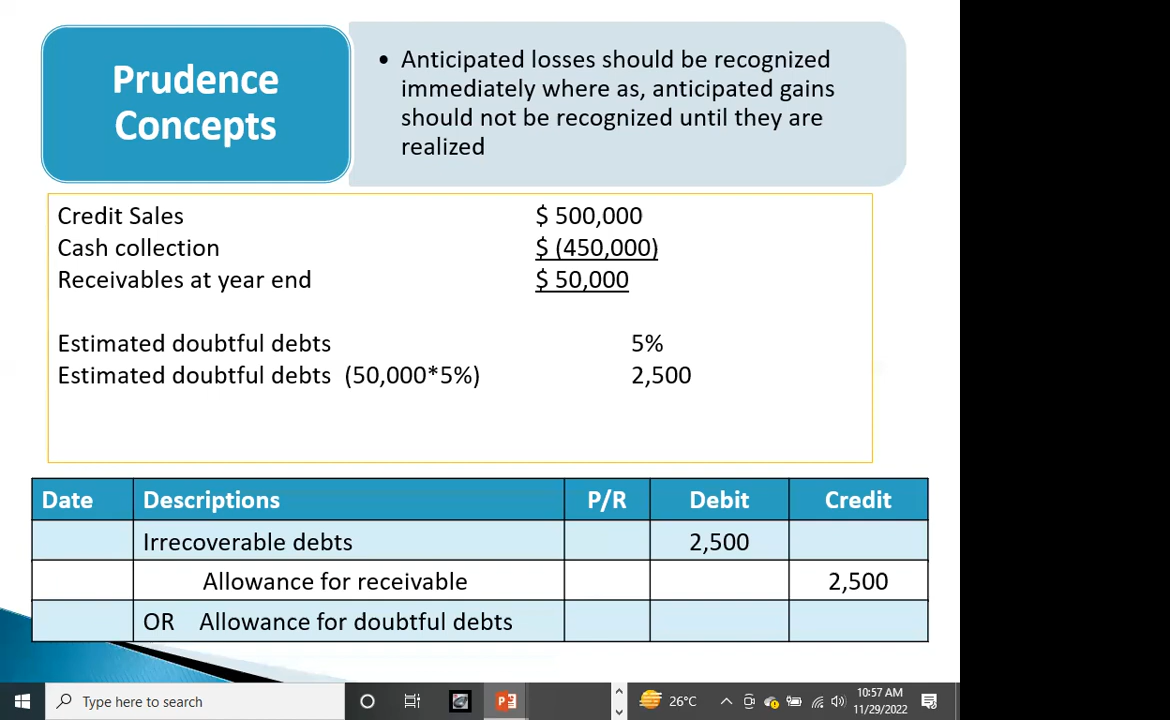 Prudence
Concepts
• Anticipated losses should be recognized
immediately where as, anticipated gains
should not be recognized until they are
realized
Credit Sales $ 500,000
Cash collection $ (450,000)
Receivables at year end $ 50,000
Estimated doubtful debts 5%
Estimated doubtful debts (50,000*5%) 2,500
Date Descriptions P/R Debit Credit
Irrecoverable debts 2,500
Allowance for receivable 2,500
OR Allowance for doubtful debts
Type here to search 26°C 10:57 AM
11/29/2022